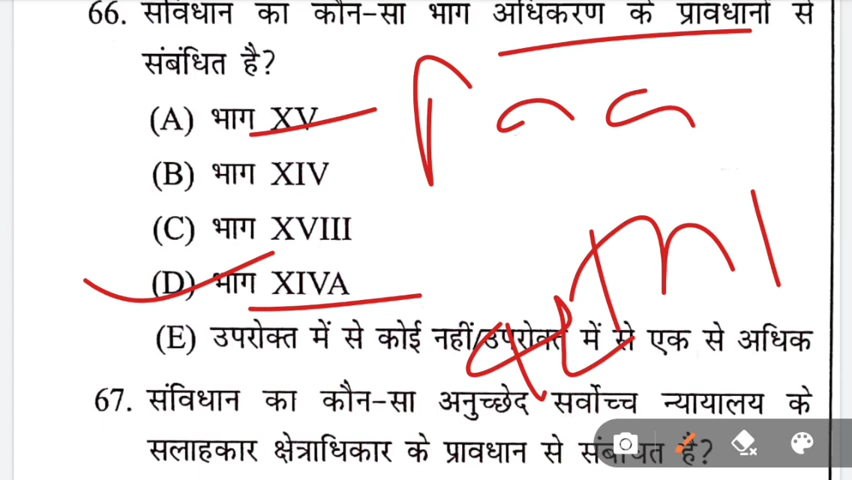 66. संविधान का कौन-सा भाग अधिकरण के प्रावधानों से
संबंधित है?
(A) भाग XV
(B) भाग XIV
(C) भाग XVIII
(D) भाग XIVA
(E) उपरोक्त में से कोई नहीं/उपरोक्त में से एक से अधिक
67. संविधान का कौन-सा अनुच्छेद सर्वोच्च न्यायालय के
सलाहकार क्षेत्राधिकार के प्रावधान से संबंधित है?